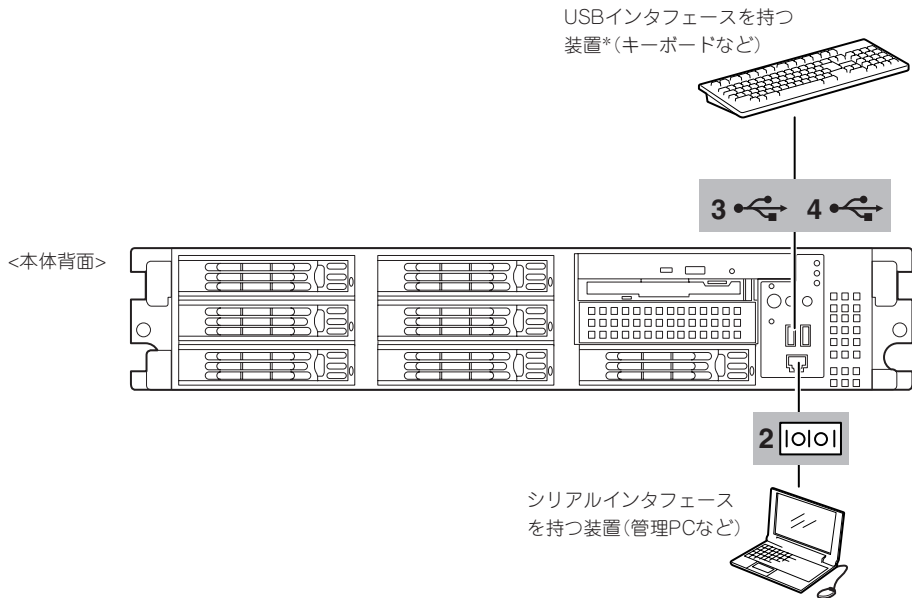 USBインタフェースを持つ
装置*(キーボードなど)
3 4
<本体背面>
2 |O|O|
シリアルインタフェース
を持つ装置(管理PCなど)